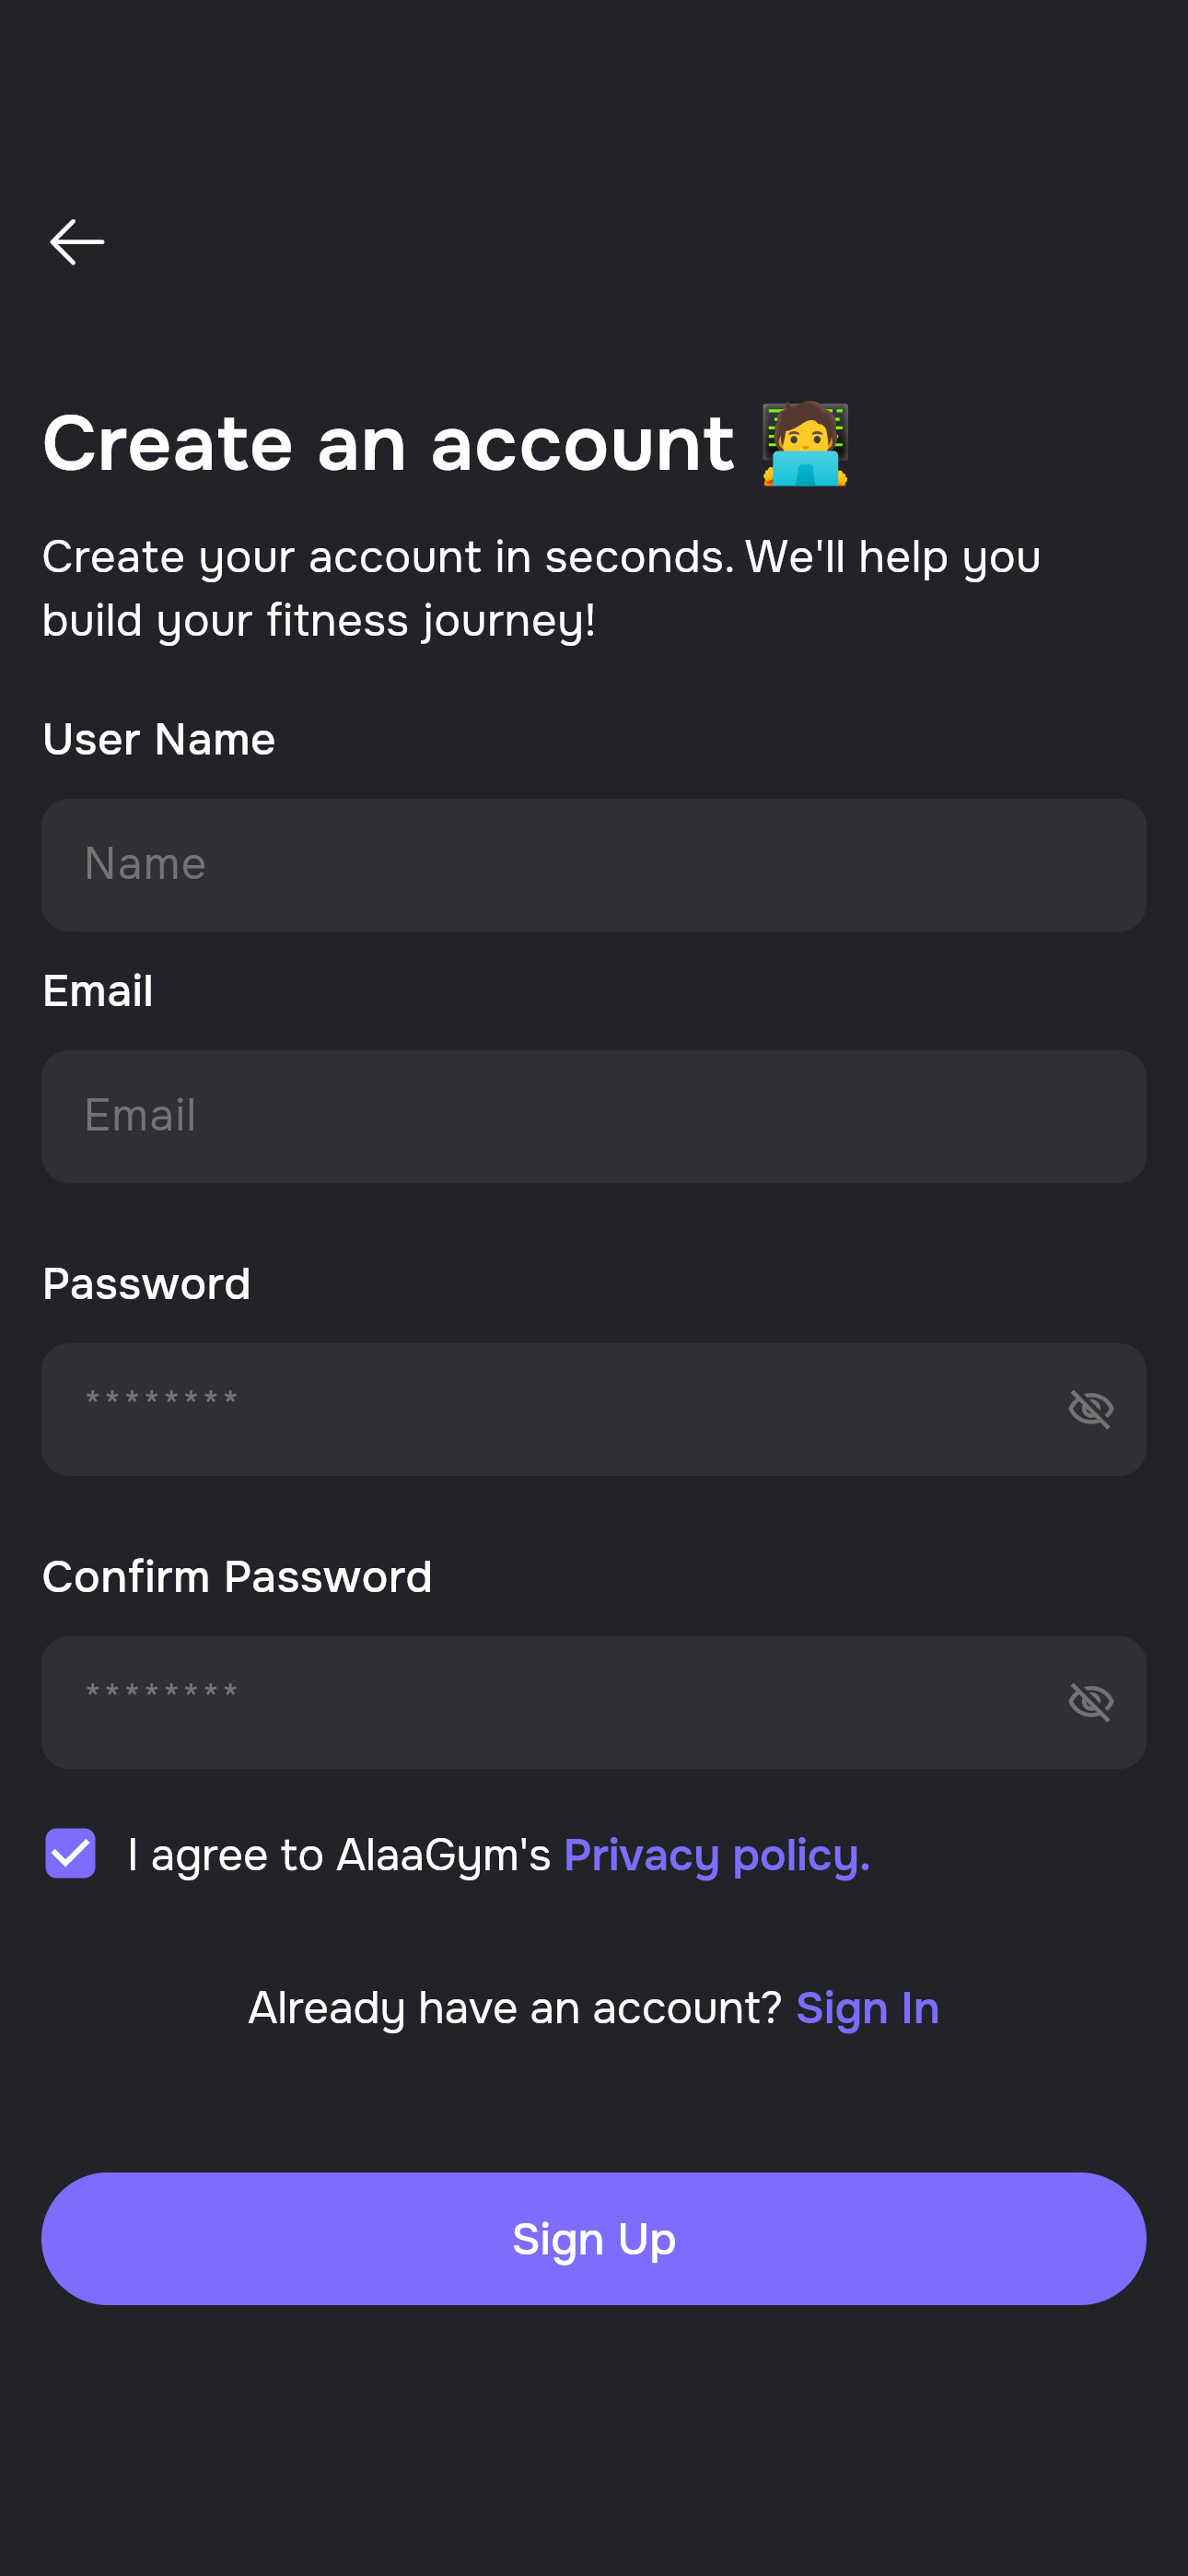 Create an account 🧑‍💻
Create your account in seconds. We'll help you
build your fitness journey!
User Name
Name
Email
Email
Password
********
Confirm Password
********
I agree to AlaaGym's Privacy policy.
Already have an account? Sign In
Sign Up